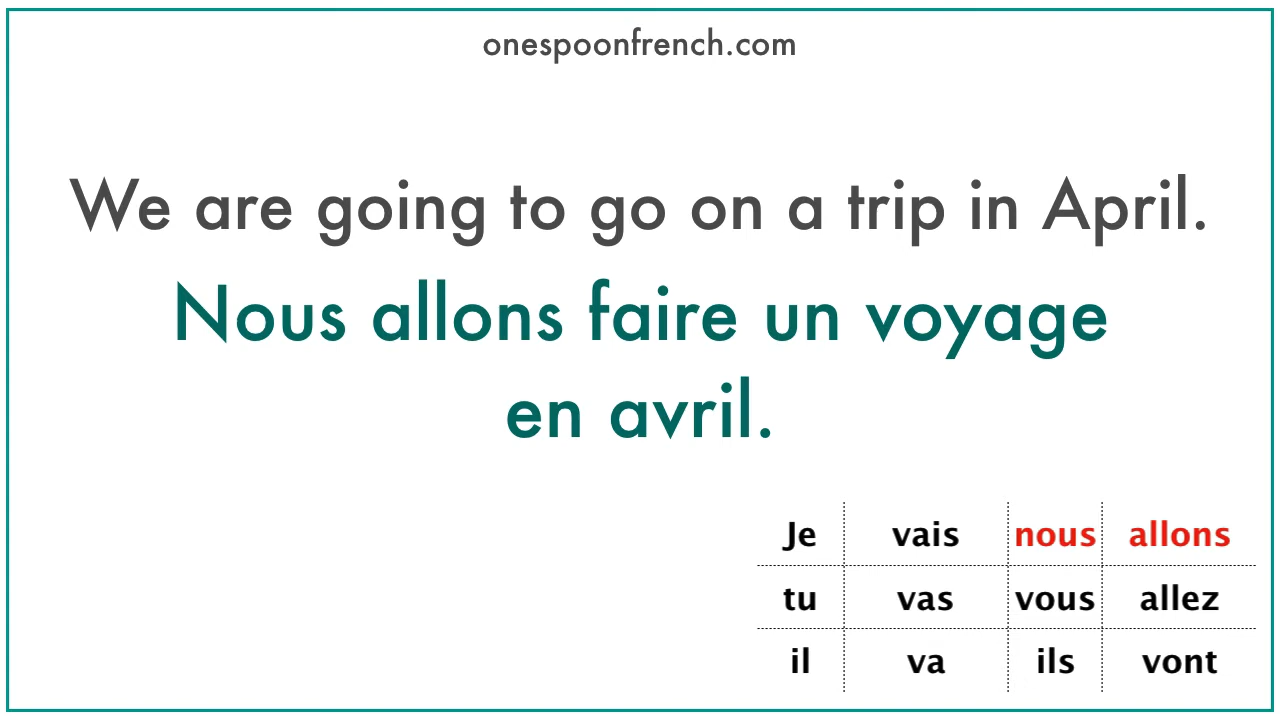 onespoonfrench.com
We are going to go on a trip in April.
Nous allons faire un voyage
en avril.
Je vais nous allons
tu vas vous allez
il va ils vont